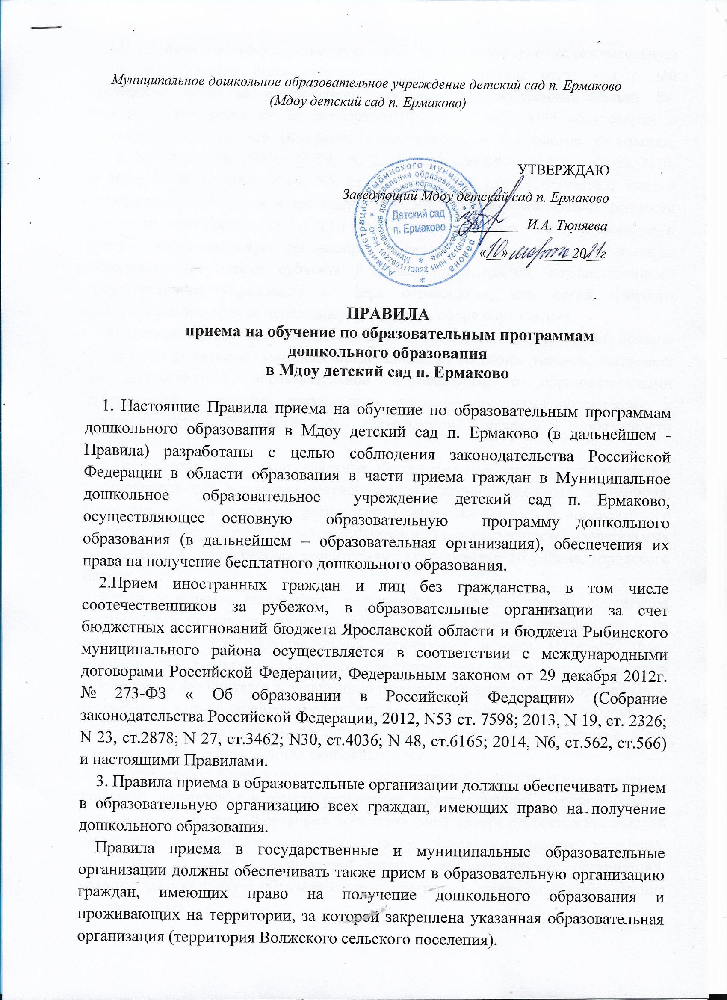 Муниципальное дошкольное образовательное учреждение детский сад п. Ермаково
(Мдоу детский сад п. Ермаково)
УТВЕРЖДАЮ
Заведующий Мдоу детский сад п. Ермаково
И.А. Тюняева
«10» марта 2021г
Администрация Рыбинского муниципального района *
* Управление образования *
ОГРН 1027601113022 ИНН
Муниципальное дошкольное образовательное учреждение *
Детский сад
п. Ермаково
ПРАВИЛА
приема на обучение по образовательным программам
дошкольного образования
в Мдоу детский сад п. Ермаково
1. Настоящие Правила приема на обучение по образовательным программам
дошкольного образования в Мдоу детский сад п. Ермаково (в дальнейшем -
Правила) разработаны с целью соблюдения законодательства Российской
Федерации в области образования в части приема граждан в Муниципальное
дошкольное образовательное учреждение детский сад п. Ермаково,
осуществляющее основную образовательную программу дошкольного
образования (в дальнейшем – образовательная организация), обеспечения их
права на получение бесплатного дошкольного образования.
2.Прием иностранных граждан и лиц без гражданства, в том числе
соотечественников за рубежом, в образовательные организации за счет
бюджетных ассигнований бюджета Ярославской области и бюджета Рыбинского
муниципального района осуществляется в соответствии с международными
договорами Российской Федерации, Федеральным законом от 29 декабря 2012г.
№ 273-ФЗ « Об образовании в Российской Федерации» (Собрание
законодательства Российской Федерации, 2012, N53 ст. 7598; 2013, N 19, ст. 2326;
N 23, ст.2878; N 27, ст.3462; N30, ст.4036; N 48, ст.6165; 2014, N6, ст.562, ст.566)
и настоящими Правилами.
3. Правила приема в образовательные организации должны обеспечивать прием
в образовательную организацию всех граждан, имеющих право на получение
дошкольного образования.
Правила приема в государственные и муниципальные образовательные
организации должны обеспечивать также прием в образовательную организацию
граждан, имеющих право на получение дошкольного образования и
проживающих на территории, за которой закреплена указанная образовательная
организация (территория Волжского сельского поселения).